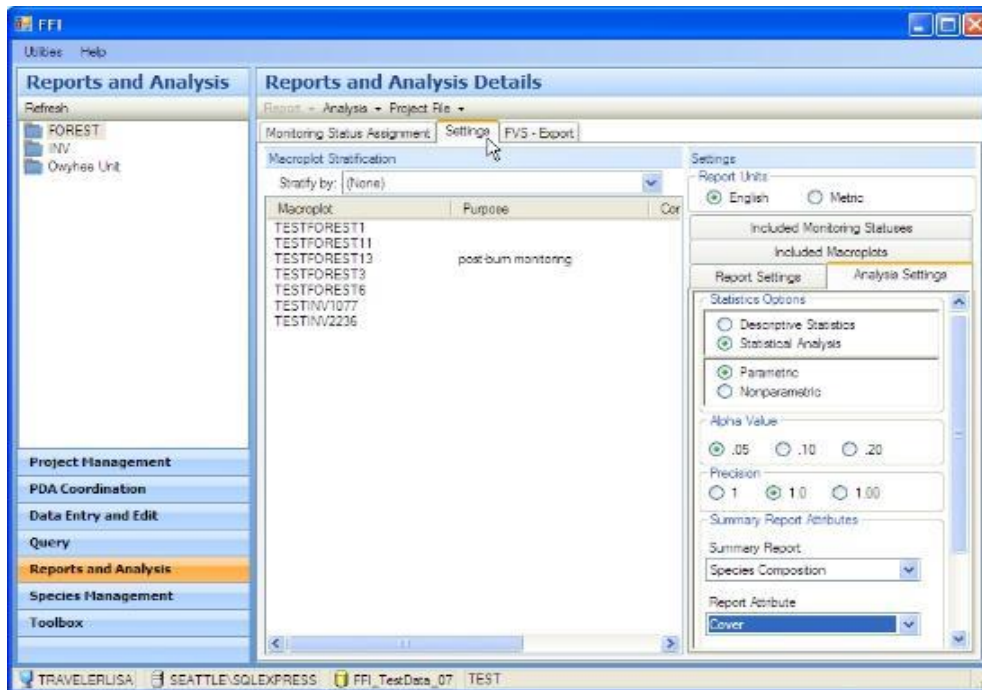 FFI
Utilities Help
Reports and Analysis
Refresh
FOREST
INV
Owyhee Unit
Project Management
PDA Coordination
Data Entry and Edit
Query
Reports and Analysis
Species Management
Toolbox
Reports and Analysis Details
Report Analysis Project File
Monitoring Status Assignment Settings FVS - Export
Macroplot Stratification
Stratify by: (None)
Macroplot Purpose Cor
TESTFOREST1
TESTFOREST11
TESTFOREST13 post-burn monitoring
TESTFOREST3
TESTFOREST6
TESTINV1077
TESTINV2236
Settings
Report Units
English Metric
Included Monitoring Statuses
Included Macroplots
Report Settings Analysis Settings
Statistics Options
Descriptive Statistics
Statistical Analysis
Parametric
Nonparametric
Alpha Value
.05 .10 .20
Precision
1 1.0 1.00
Summary Report Attributes
Summary Report
Species Composition
Report Attribute
Cover
TRAVELERLISA SEATTLE\SQLEXPRESS FFI_TestData_07 TEST